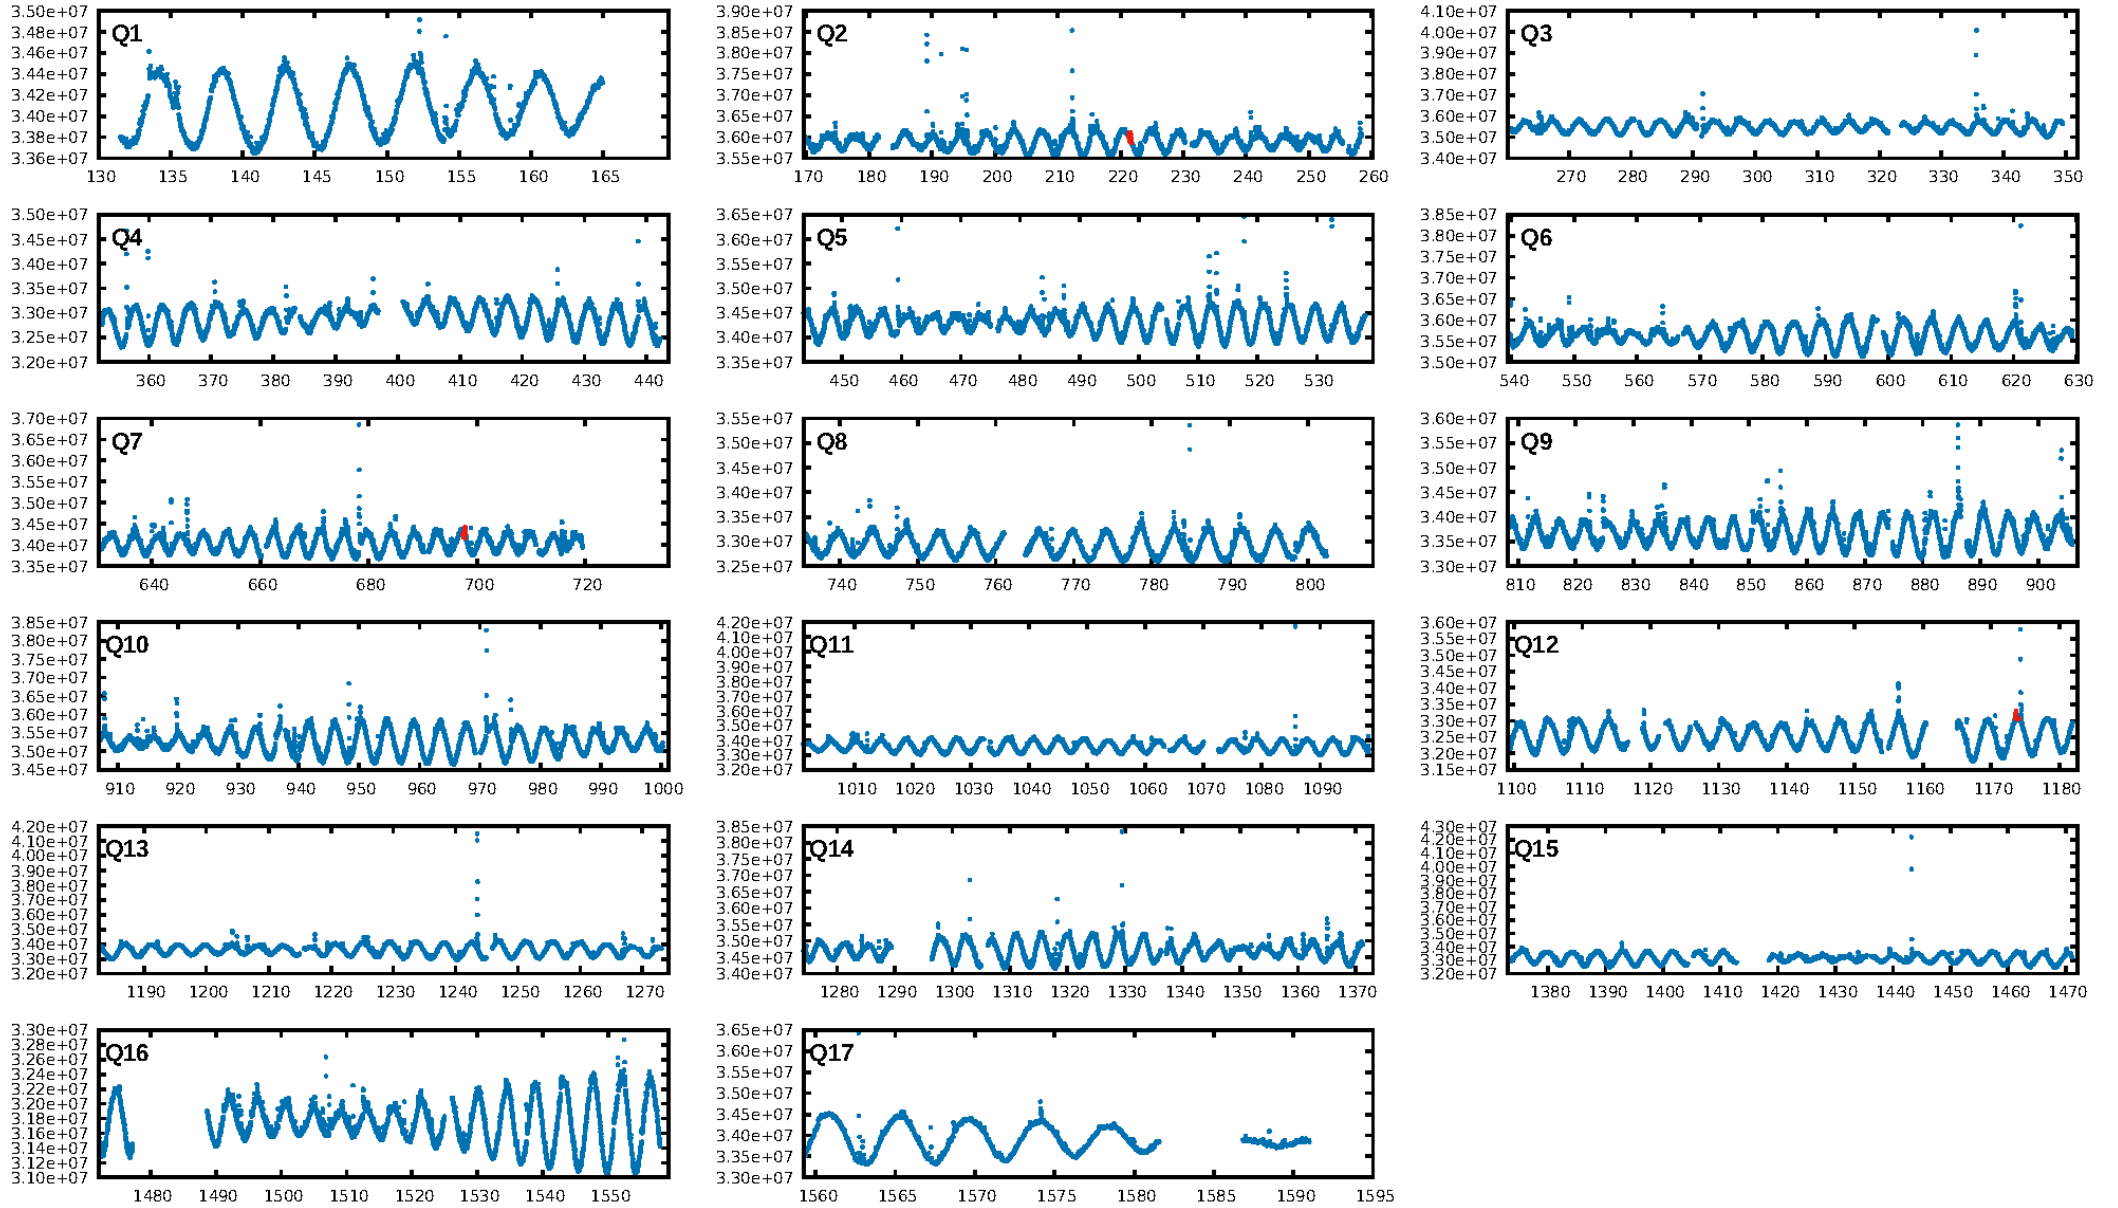 Q1
3.50e+07
3.48e+07
3.46e+07
3.44e+07
3.42e+07
3.40e+07
3.38e+07
3.36e+07
130 135 140 145 150 155 160 165
Q2
3.90e+07
3.85e+07
3.80e+07
3.75e+07
3.70e+07
3.65e+07
3.60e+07
3.55e+07
170 180 190 200 210 220 230 240 250 260
Q3
4.10e+07
4.00e+07
3.90e+07
3.80e+07
3.70e+07
3.60e+07
3.50e+07
3.40e+07
270 280 290 300 310 320 330 340 350
Q4
3.50e+07
3.45e+07
3.40e+07
3.35e+07
3.30e+07
3.25e+07
3.20e+07
360 370 380 390 400 410 420 430 440
Q5
3.65e+07
3.60e+07
3.55e+07
3.50e+07
3.45e+07
3.40e+07
3.35e+07
450 460 470 480 490 500 510 520 530
Q6
3.85e+07
3.80e+07
3.75e+07
3.70e+07
3.65e+07
3.60e+07
3.55e+07
3.50e+07
540 550 560 570 580 590 600 610 620 630
Q7
3.70e+07
3.65e+07
3.60e+07
3.55e+07
3.50e+07
3.45e+07
3.40e+07
3.35e+07
640 660 680 700 720
Q8
3.55e+07
3.50e+07
3.45e+07
3.40e+07
3.35e+07
3.30e+07
3.25e+07
740 750 760 770 780 790 800
Q9
3.60e+07
3.55e+07
3.50e+07
3.45e+07
3.40e+07
3.35e+07
3.30e+07
810 820 830 840 850 860 870 880 890 900
Q10
3.85e+07
3.80e+07
3.75e+07
3.70e+07
3.65e+07
3.60e+07
3.55e+07
3.50e+07
3.45e+07
910 920 930 940 950 960 970 980 990 1000
Q11
4.20e+07
4.10e+07
4.00e+07
3.90e+07
3.80e+07
3.70e+07
3.60e+07
3.50e+07
3.40e+07
3.30e+07
3.20e+07
1010 1020 1030 1040 1050 1060 1070 1080 1090
Q12
3.60e+07
3.55e+07
3.50e+07
3.45e+07
3.40e+07
3.35e+07
3.30e+07
3.25e+07
3.20e+07
3.15e+07
1100 1110 1120 1130 1140 1150 1160 1170 1180
Q13
4.20e+07
4.10e+07
4.00e+07
3.90e+07
3.80e+07
3.70e+07
3.60e+07
3.50e+07
3.40e+07
3.30e+07
3.20e+07
1190 1200 1210 1220 1230 1240 1250 1260 1270
Q14
3.85e+07
3.80e+07
3.75e+07
3.70e+07
3.65e+07
3.60e+07
3.55e+07
3.50e+07
3.45e+07
3.40e+07
1280 1290 1300 1310 1320 1330 1340 1350 1360 1370
Q15
4.30e+07
4.20e+07
4.10e+07
4.00e+07
3.90e+07
3.80e+07
3.70e+07
3.60e+07
3.50e+07
3.40e+07
3.30e+07
3.20e+07
1380 1390 1400 1410 1420 1430 1440 1450 1460 1470
Q16
3.30e+07
3.28e+07
3.26e+07
3.24e+07
3.22e+07
3.20e+07
3.18e+07
3.16e+07
3.14e+07
3.12e+07
3.10e+07
1480 1490 1500 1510 1520 1530 1540 1550
Q17
3.65e+07
3.60e+07
3.55e+07
3.50e+07
3.45e+07
3.40e+07
3.35e+07
3.30e+07
1560 1565 1570 1575 1580 1585 1590 1595